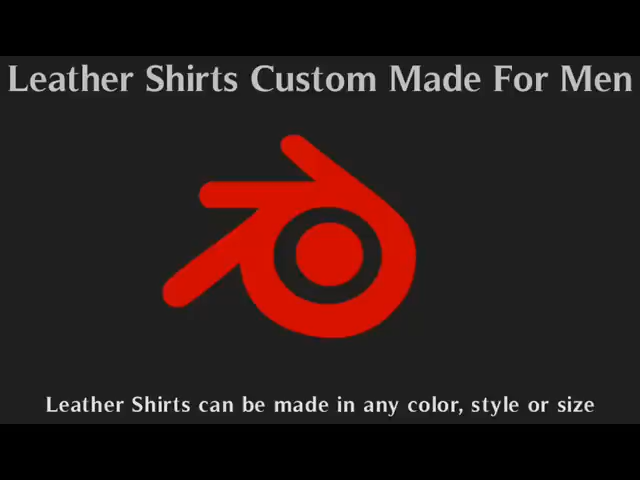 Leather Shirts Custom Made For Men
Leather Shirts can be made in any color, style or size